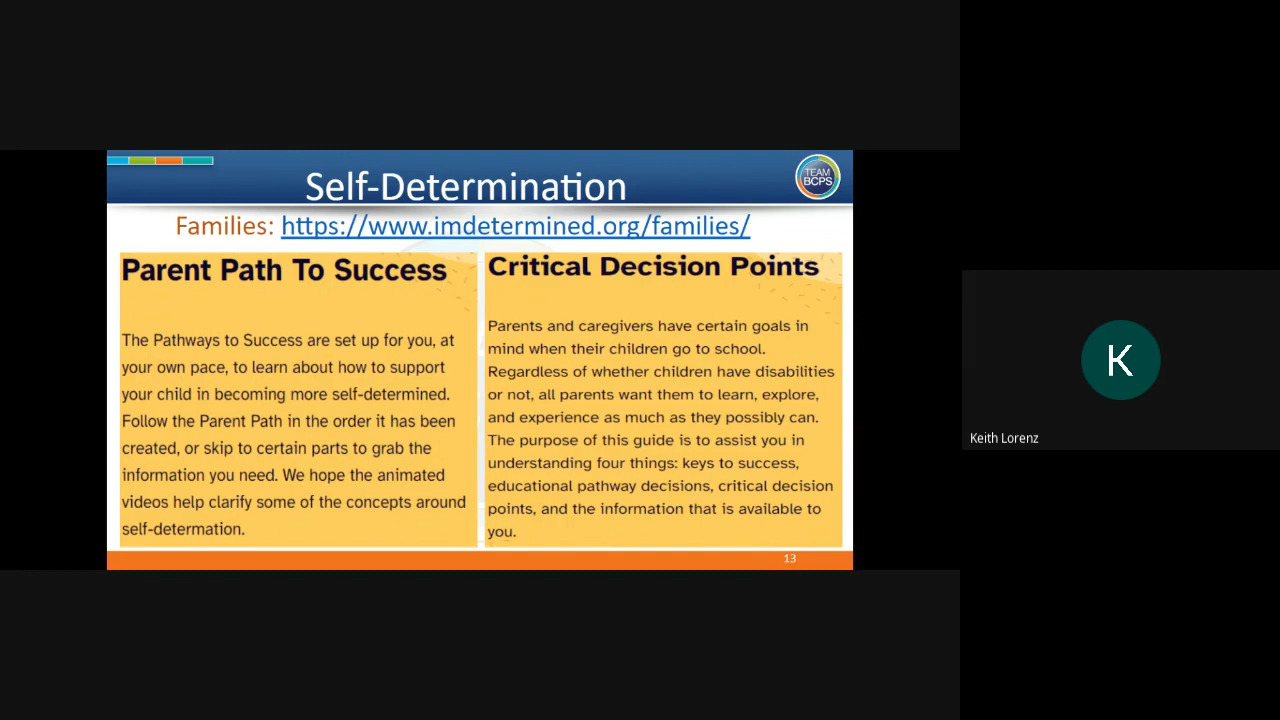 Self-Determination
TEAM
BCPS
Families: https://www.imdetermined.org/families/
Parent Path To Success
The Pathways to Success are set up for you, at
your own pace, to learn about how to support
your child in becoming more self-determined.
Follow the Parent Path in the order it has been
created, or skip to certain parts to grab the
information you need. We hope the animated
videos help clarify some of the concepts around
self-determation.
Critical Decision Points
Parents and caregivers have certain goals in
mind when their children go to school.
Regardless of whether children have disabilities
or not, all parents want them to learn, explore,
and experience as much as they possibly can.
The purpose of this guide is to assist you in
understanding four things: keys to success,
educational pathway decisions, critical decision
points, and the information that is available to
you.
13
K
Keith Lorenz